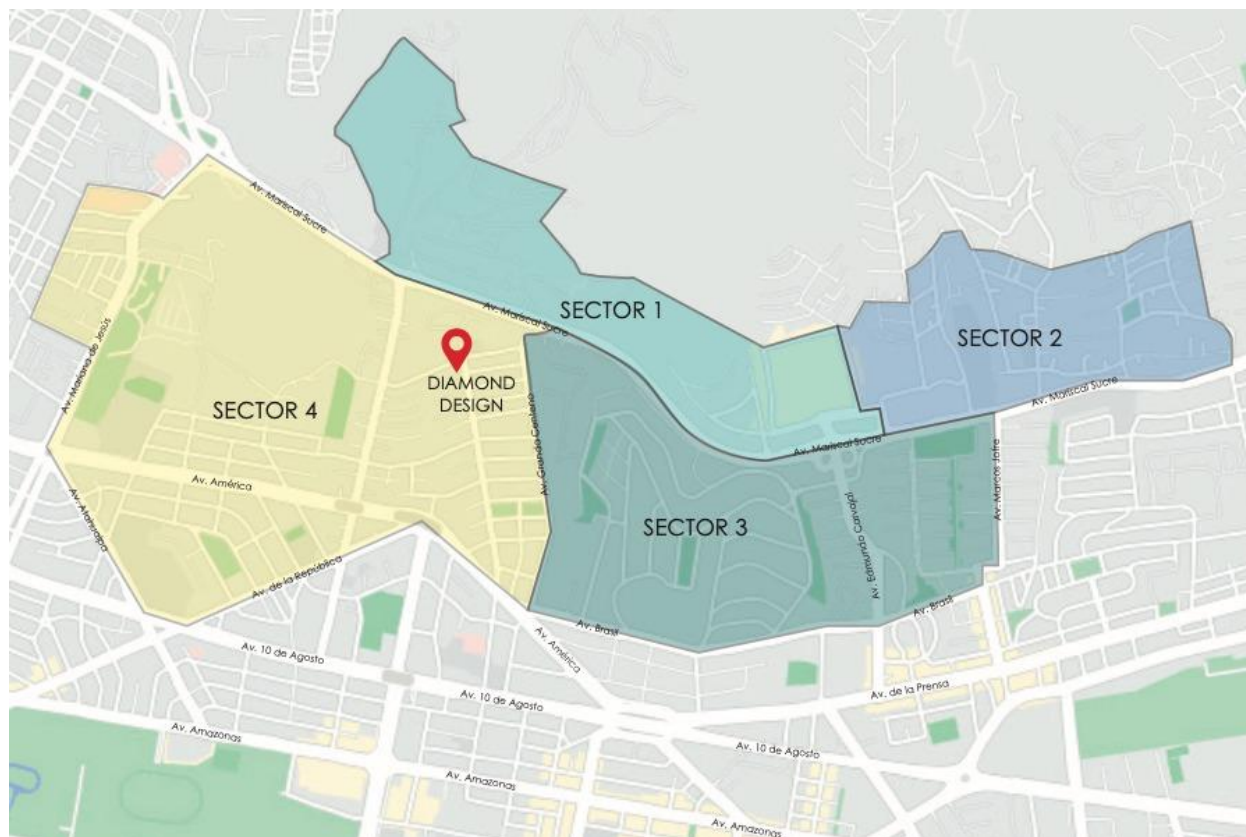 Av. Mariscal Sucre
Av. Mariscal Sucre
SECTOR 1
SECTOR 2
Av. Mariana de Jesús
DIAMOND
DESIGN
SECTOR 4
Av. Mariscal Sucre
Av. Mariscal Sucre
Av. América
Av. Atahualpa
SECTOR 3
Av. Edmundo Carvajal
Av. Marcos Jofre
Av. de la República
Av. Brasil
Av. Brasil
Av. América
Av. 10 de Agosto
Av. 10 de Agosto
Av. de la Prensa
Av. Amazonas
Av. 10 de Agosto
Av. Amazonas
Av. Amazonas